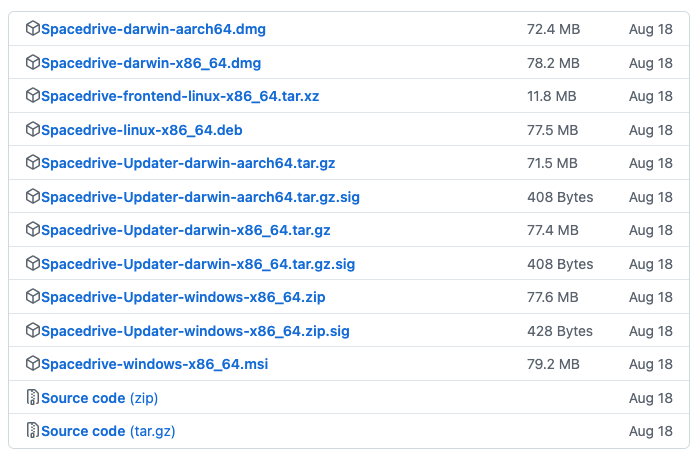 Spacedrive-darwin-aarch64.dmg 72.4 MB Aug 18
Spacedrive-darwin-x86_64.dmg 78.2 MB Aug 18
Spacedrive-frontend-linux-x86_64.tar.xz 11.8 MB Aug 18
Spacedrive-linux-x86_64.deb 77.5 MB Aug 18
Spacedrive-Updater-darwin-aarch64.tar.gz 71.5 MB Aug 18
Spacedrive-Updater-darwin-aarch64.tar.gz.sig 408 Bytes Aug 18
Spacedrive-Updater-darwin-x86_64.tar.gz 77.4 MB Aug 18
Spacedrive-Updater-darwin-x86_64.tar.gz.sig 408 Bytes Aug 18
Spacedrive-Updater-windows-x86_64.zip 77.6 MB Aug 18
Spacedrive-Updater-windows-x86_64.zip.sig 428 Bytes Aug 18
Spacedrive-windows-x86_64.msi 79.2 MB Aug 18
Source code (zip) Aug 18
Source code (tar.gz) Aug 18